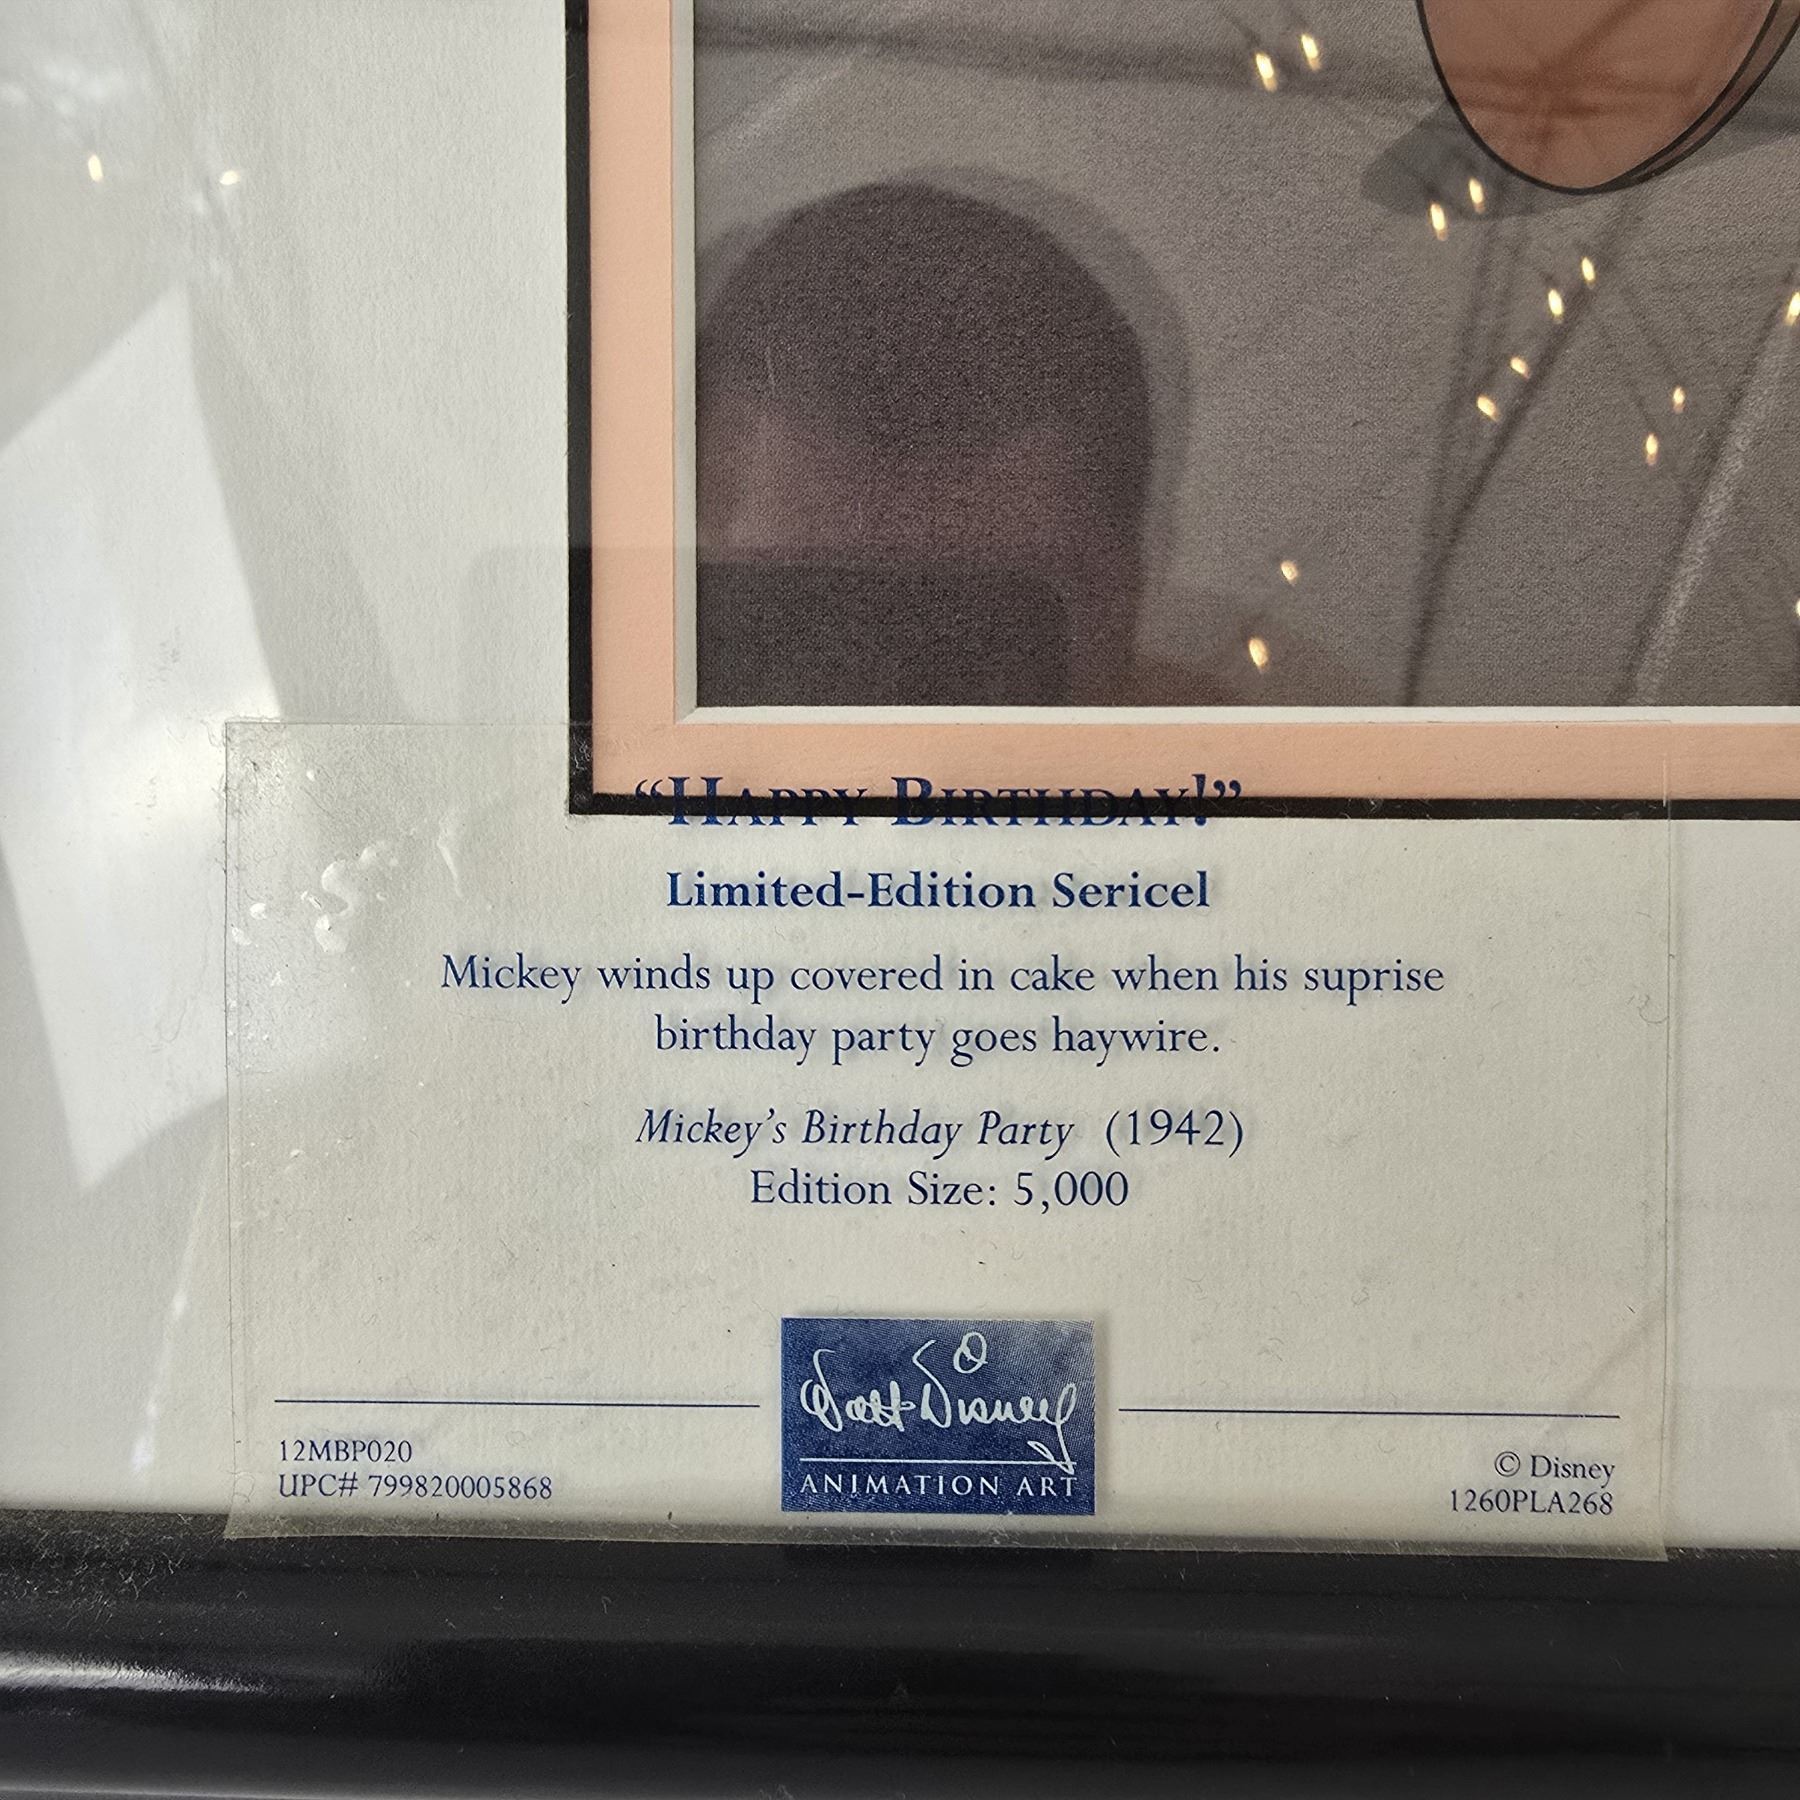 “HAPPY BIRTHDAY!”
Limited-Edition Sericel
Mickey winds up covered in cake when his suprise
birthday party goes haywire.
Mickey’s Birthday Party (1942)
Edition Size: 5,000
Walt Disney
ANIMATION ART
12MBP020
UPC# 799820005868
© Disney
1260PLA268